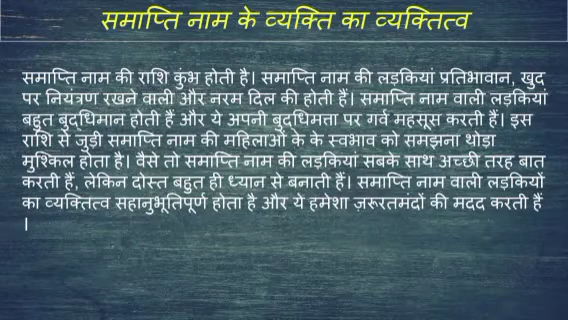 समाप्ति नाम के व्यक्ति का व्यक्तित्व
समाप्ति नाम की राशि कुंभ होती है। समाप्ति नाम की लड़कियां प्रतिभावान, खुद
पर नियंत्रण रखने वाली और नरम दिल की होती हैं। समाप्ति नाम वाली लड़कियां
बहुत बुद्धिमान होती हैं और ये अपनी बुद्धिमत्ता पर गर्व महसूस करती हैं। इस
राशि से जुड़ी समाप्ति नाम की महिलाओं के के स्वभाव को समझना थोड़ा
मुश्किल होता है। वैसे तो समाप्ति नाम की लड़कियां सबके साथ अच्छी तरह बात
करती हैं, लेकिन दोस्त बहुत ही ध्यान से बनाती हैं। समाप्ति नाम वाली लड़कियों
का व्यक्तित्व सहानुभूतिपूर्ण होता है और ये हमेशा ज़रूरतमंदों की मदद करती हैं
।